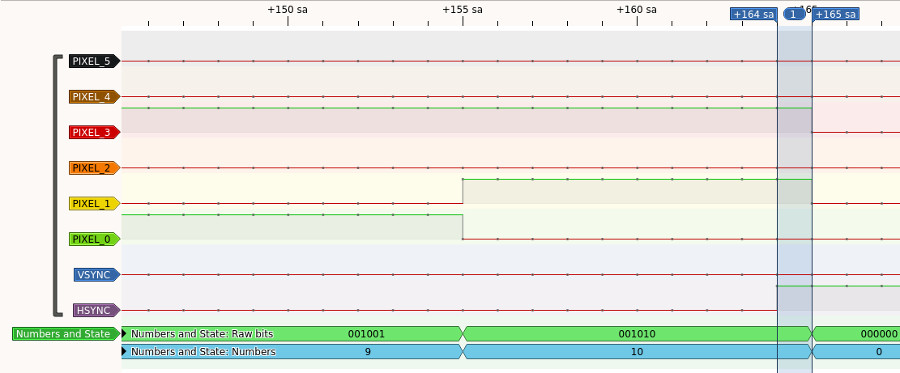 +150 sa +155 sa +160 sa +164 sa 1 +165 sa
PIXEL_5
PIXEL_4
PIXEL_3
PIXEL_2
PIXEL_1
PIXEL_0
VSYNC
HSYNC
Numbers and State Numbers and State: Raw bits 001001 001010 000000
Numbers and State: Numbers 9 10 0